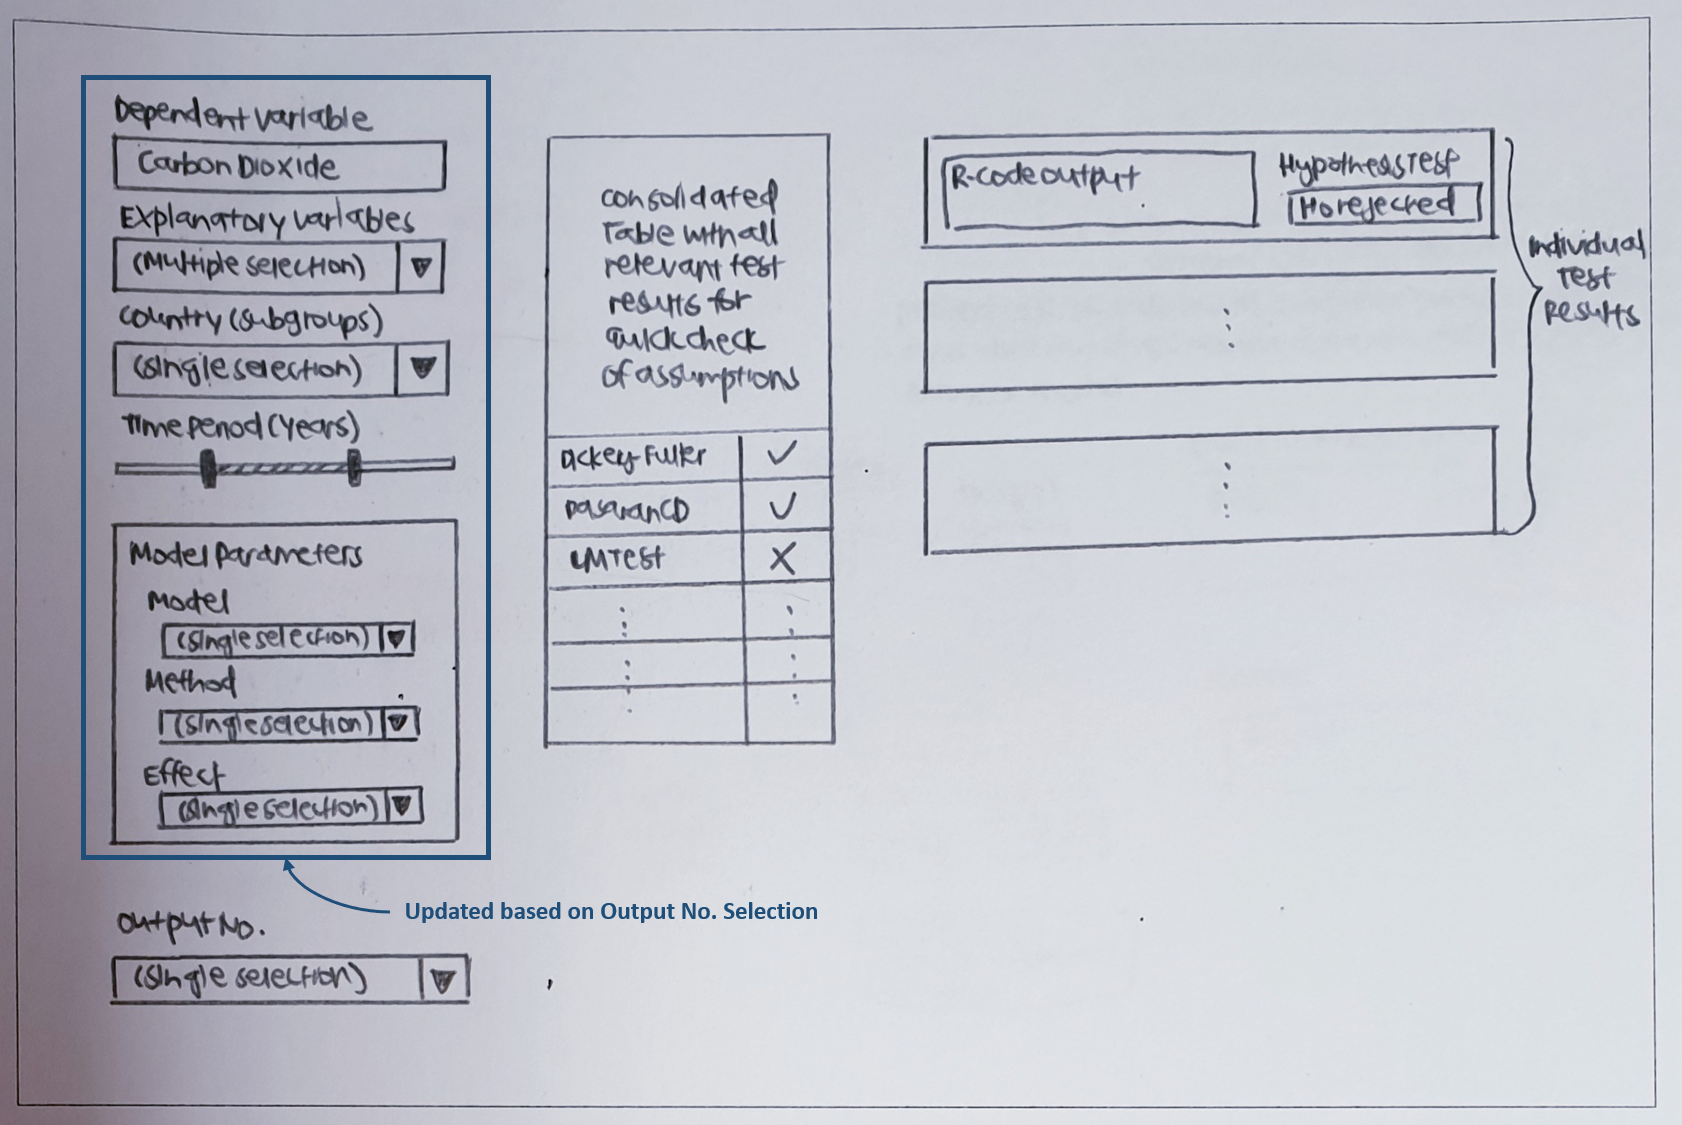 Dependent variable
Carbon Dioxide
Explanatory variables
(Multiple selection)
Country (subgroups)
(single selection)
Time period (Years)
Model Parameters
Model
(single selection)
Method
(single selection)
Effect
(single selection)
Updated based on Output No. Selection
Output No.
(single selection)
consolidated
Table with all
relevant test
results for
quick check
of assumptions
Dickey-Fuller
PasaranCD
LM Test
R-code output
Hypothesis Test
Ho rejected
Individual
Test
Results